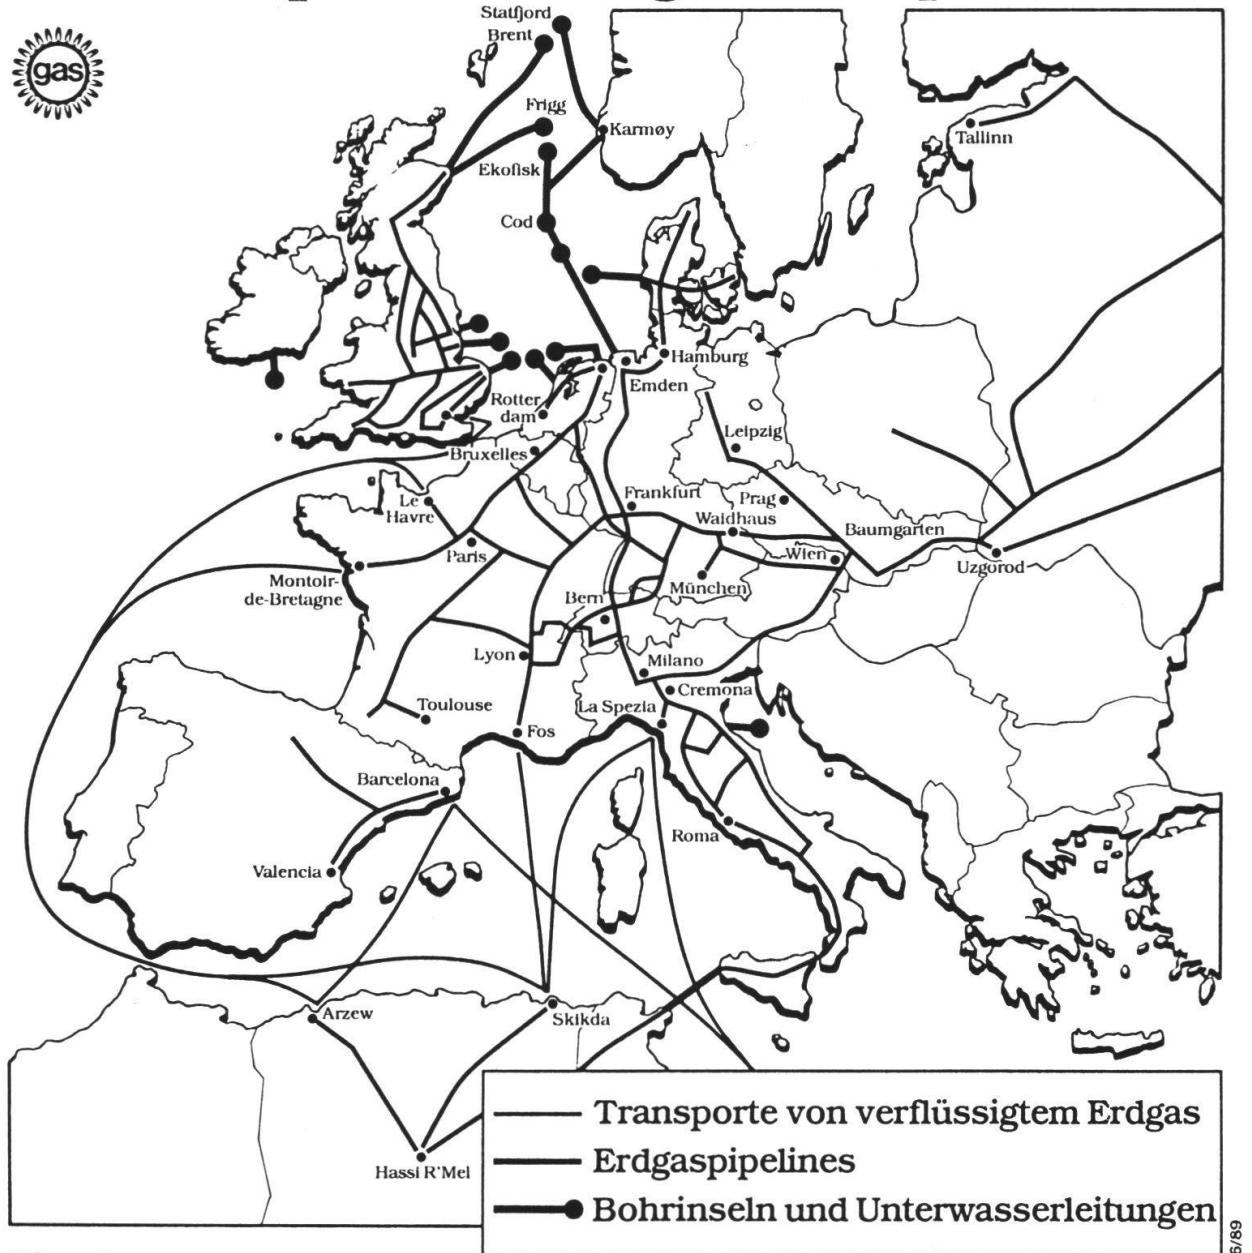 gas
Statfjord
Brent
Frigg
Karmøy
Ekofisk
Cod
Tallinn
Hamburg
Emden
Rotter
dam
Leipzig
Bruxelles
Le
Havre
Frankfurt
Prag
Waidhaus
Baumgarten
Paris
Wien
Uzgorod
Montoir-
de-Bretagne
München
Bern
Lyon
Milano
Cremona
La Spezia
Toulouse
Fos
Barcelona
Roma
Valencia
Arzew
Skikda
Hassi R'Mel
Transporte von verflüssigtem Erdgas
Erdgaspipelines
Bohrinseln und Unterwasserleitungen
6/89